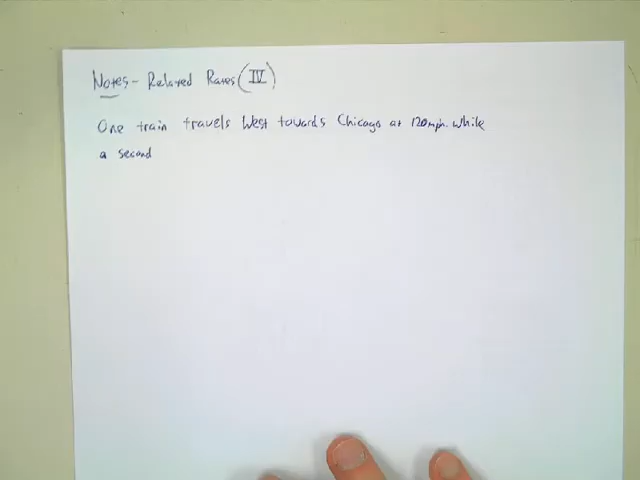 Notes - Related Rates (IV)
One train travels West towards Chicago at 120mph. while
a second